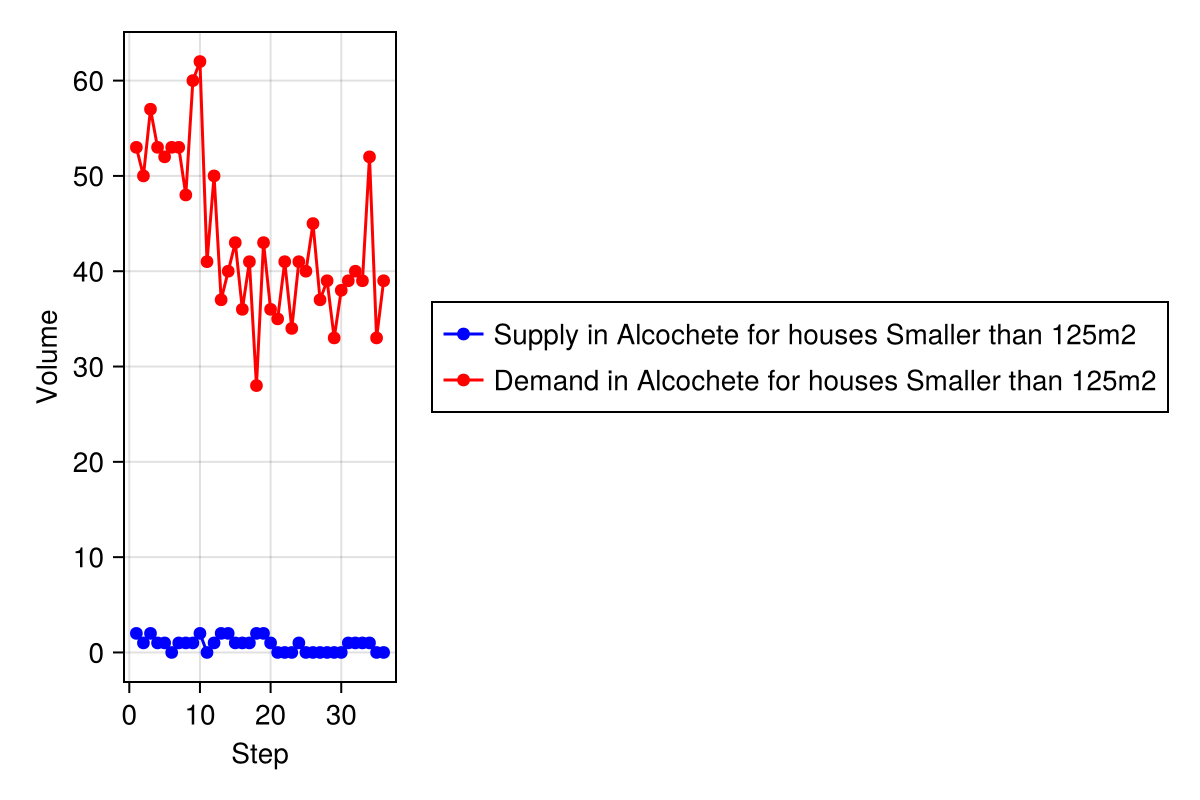 60
50
40
30
20
10
0
Volume
0 10 20 30
Step
Supply in Alcochete for houses Smaller than 125m2
Demand in Alcochete for houses Smaller than 125m2